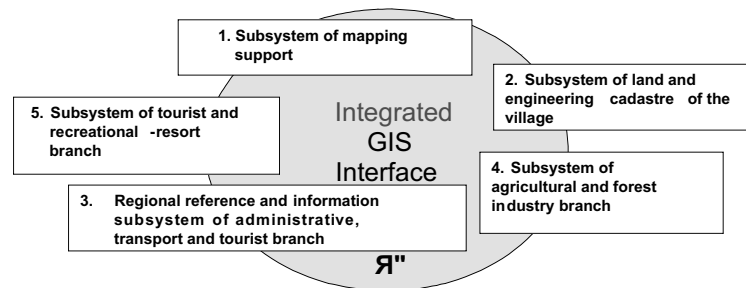 1. Subsystem of mapping
support
2. Subsystem of land and
engineering cadastre of the
village
5. Subsystem of tourist and
recreational -resort
branch
Integrated
GIS
Interface
4. Subsystem of
agricultural and forest
industry branch
3. Regional reference and information
subsystem of administrative,
transport and tourist branch
Я"